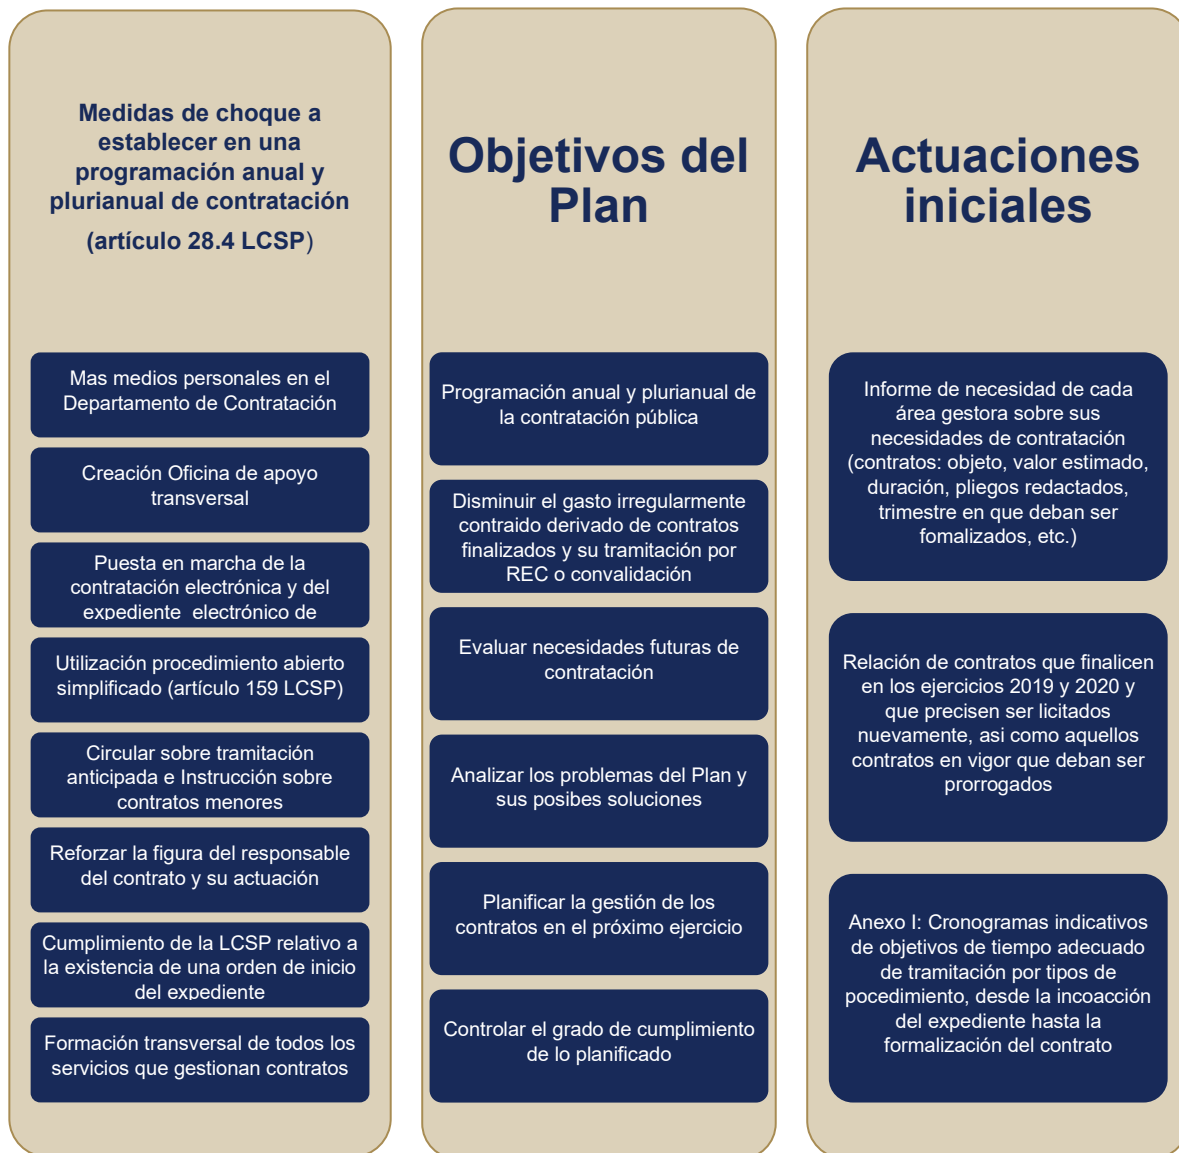 Medidas de choque a
establecer en una
programación anual y
plurianual de contratación
(artículo 28.4 LCSP)
Mas medios personales en el
Departamento de Contratación
Creación Oficina de apoyo
transversal
Puesta en marcha de la
contratación electrónica y del
expediente electrónico de
Utilización procedimiento abierto
simplificado (artículo 159 LCSP)
Circular sobre tramitación
anticipada e Instrucción sobre
contratos menores
Reforzar la figura del responsable
del contrato y su actuación
Cumplimiento de la LCSP relativo a
la existencia de una orden de inicio
del expediente
Formación transversal de todos los
servicios que gestionan contratos
Objetivos del
Plan
Programación anual y plurianual de
la contratación pública
Disminuir el gasto irregularmente
contraido derivado de contratos
finalizados y su tramitación por
REC o convalidación
Evaluar necesidades futuras de
contratación
Analizar los problemas del Plan y
sus posibes soluciones
Planificar la gestión de los
contratos en el próximo ejercicio
Controlar el grado de cumplimiento
de lo planificado
Actuaciones
iniciales
Informe de necesidad de cada
área gestora sobre sus
necesidades de contratación
(contratos: objeto, valor estimado,
duración, pliegos redactados,
trimestre en que deban ser
fomalizados, etc.)
Relación de contratos que finalicen
en los ejercicios 2019 y 2020 y
que precisen ser licitados
nuevamente, asi como aquellos
contratos en vigor que deban ser
prorrogados
Anexo I: Cronogramas indicativos
de objetivos de tiempo adecuado
de tramitación por tipos de
pocedimiento, desde la incoacción
del expediente hasta la
formalización del contrato